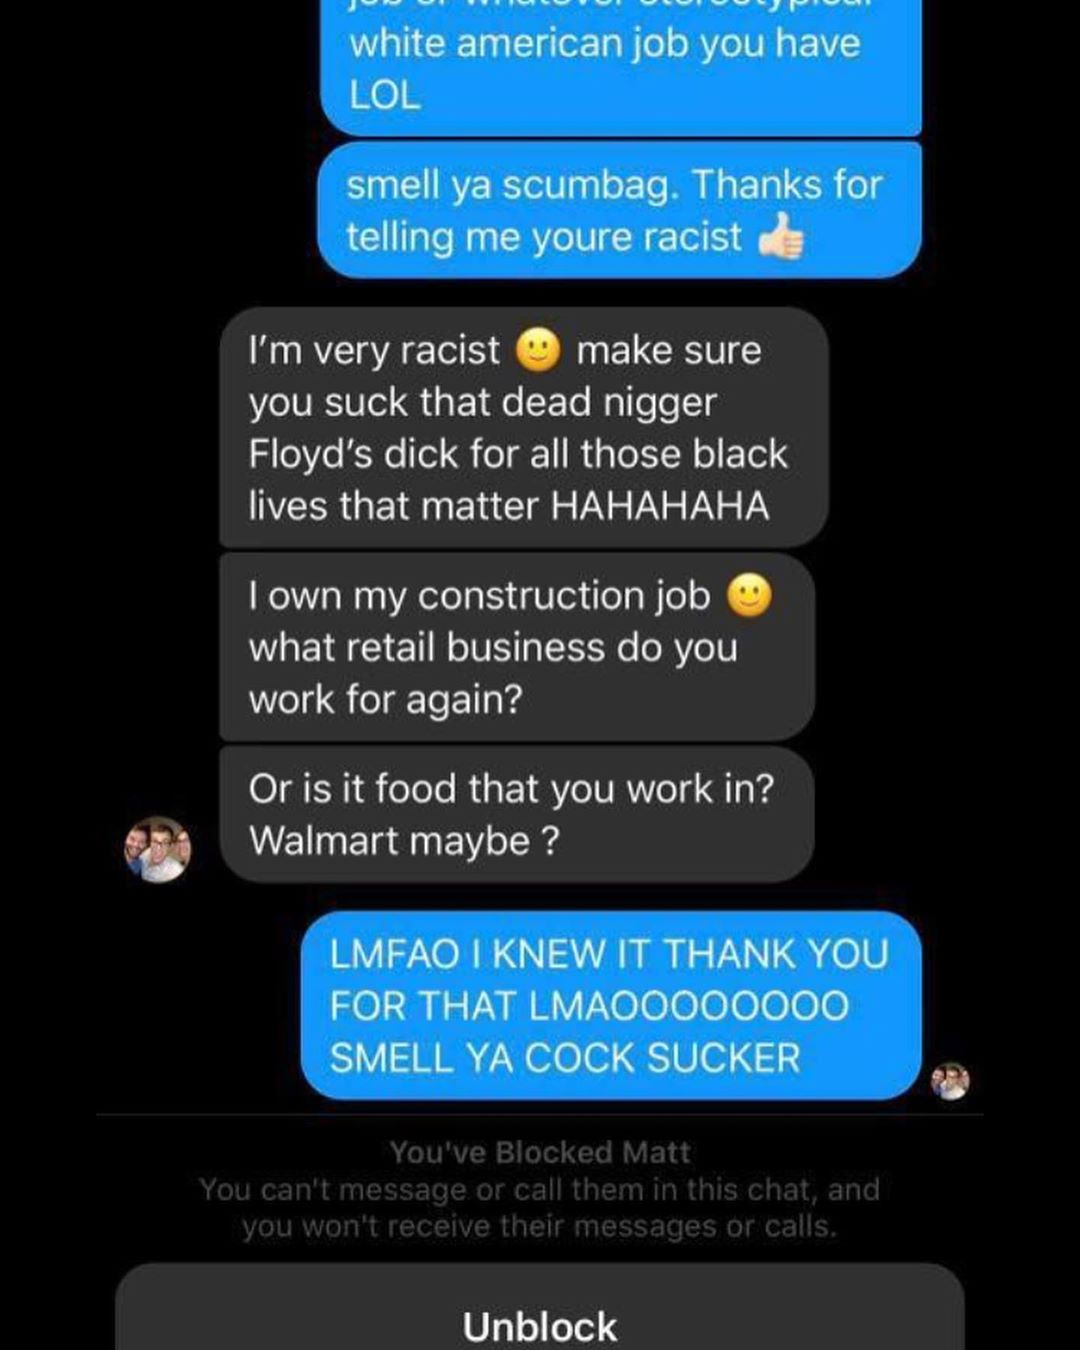 white american job you have
LOL
smell ya scumbag. Thanks for
telling me youre racist 👍🏻
I'm very racist 🙂 make sure
you suck that dead nigger
Floyd's dick for all those black
lives that matter HAHAHAHA
I own my construction job 🙂
what retail business do you
work for again?
Or is it food that you work in?
Walmart maybe ?
LMFAO I KNEW IT THANK YOU
FOR THAT LMAOOOOOOOO
SMELL YA COCK SUCKER
You've Blocked Matt
You can't message or call them in this chat, and
you won't receive their messages or calls.
Unblock